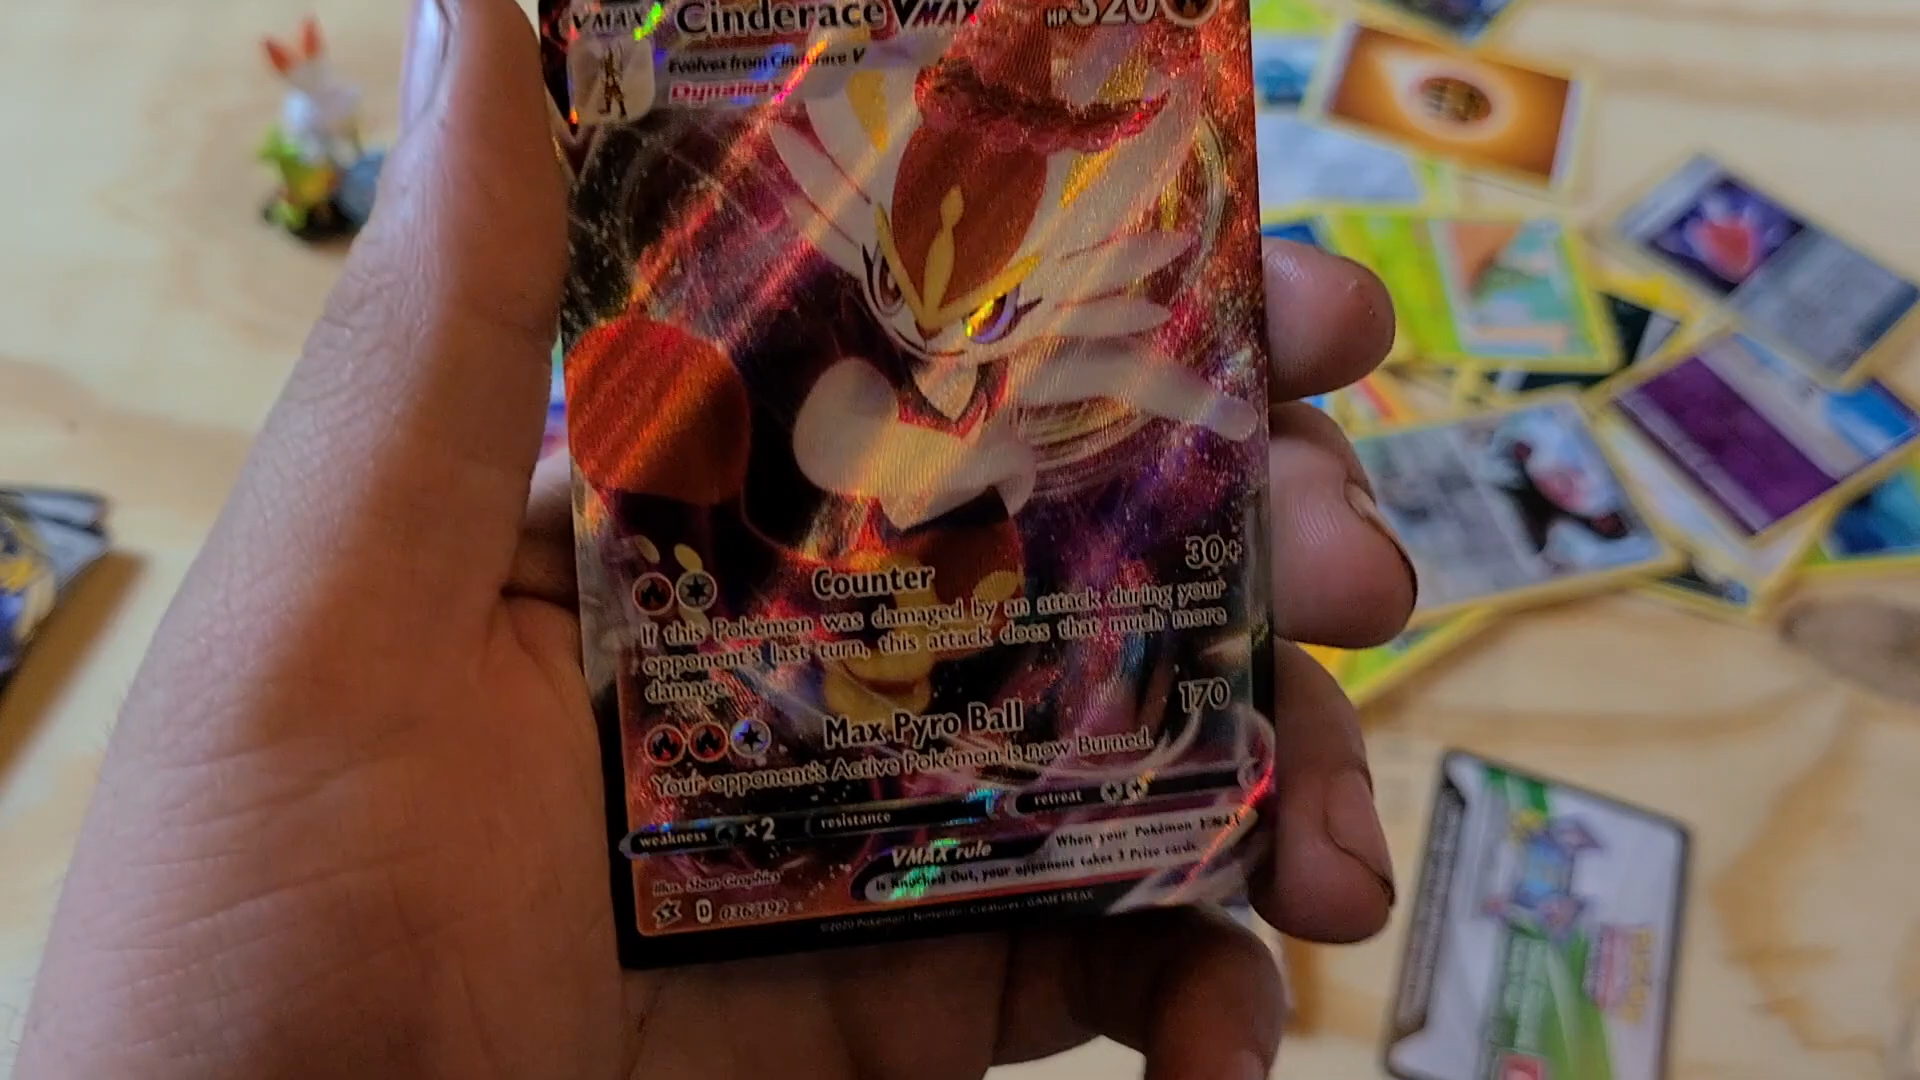 VMAX Cinderace VMAX HP320
Evolves from Cinderace V
Dynamax
Counter 30+
If this Pokémon was damaged by an attack during your
opponent's last turn, this attack does that much more
damage.
Max Pyro Ball 170
Your opponent's Active Pokémon is now Burned.
weakness ×2 resistance retreat
VMAX rule When your Pokémon VMAX
is Knocked Out, your opponent takes 3 Prize cards.
Illus. 5ban Graphics
D 036/192
©2020 Pokémon / Nintendo / Creatures / GAME FREAK